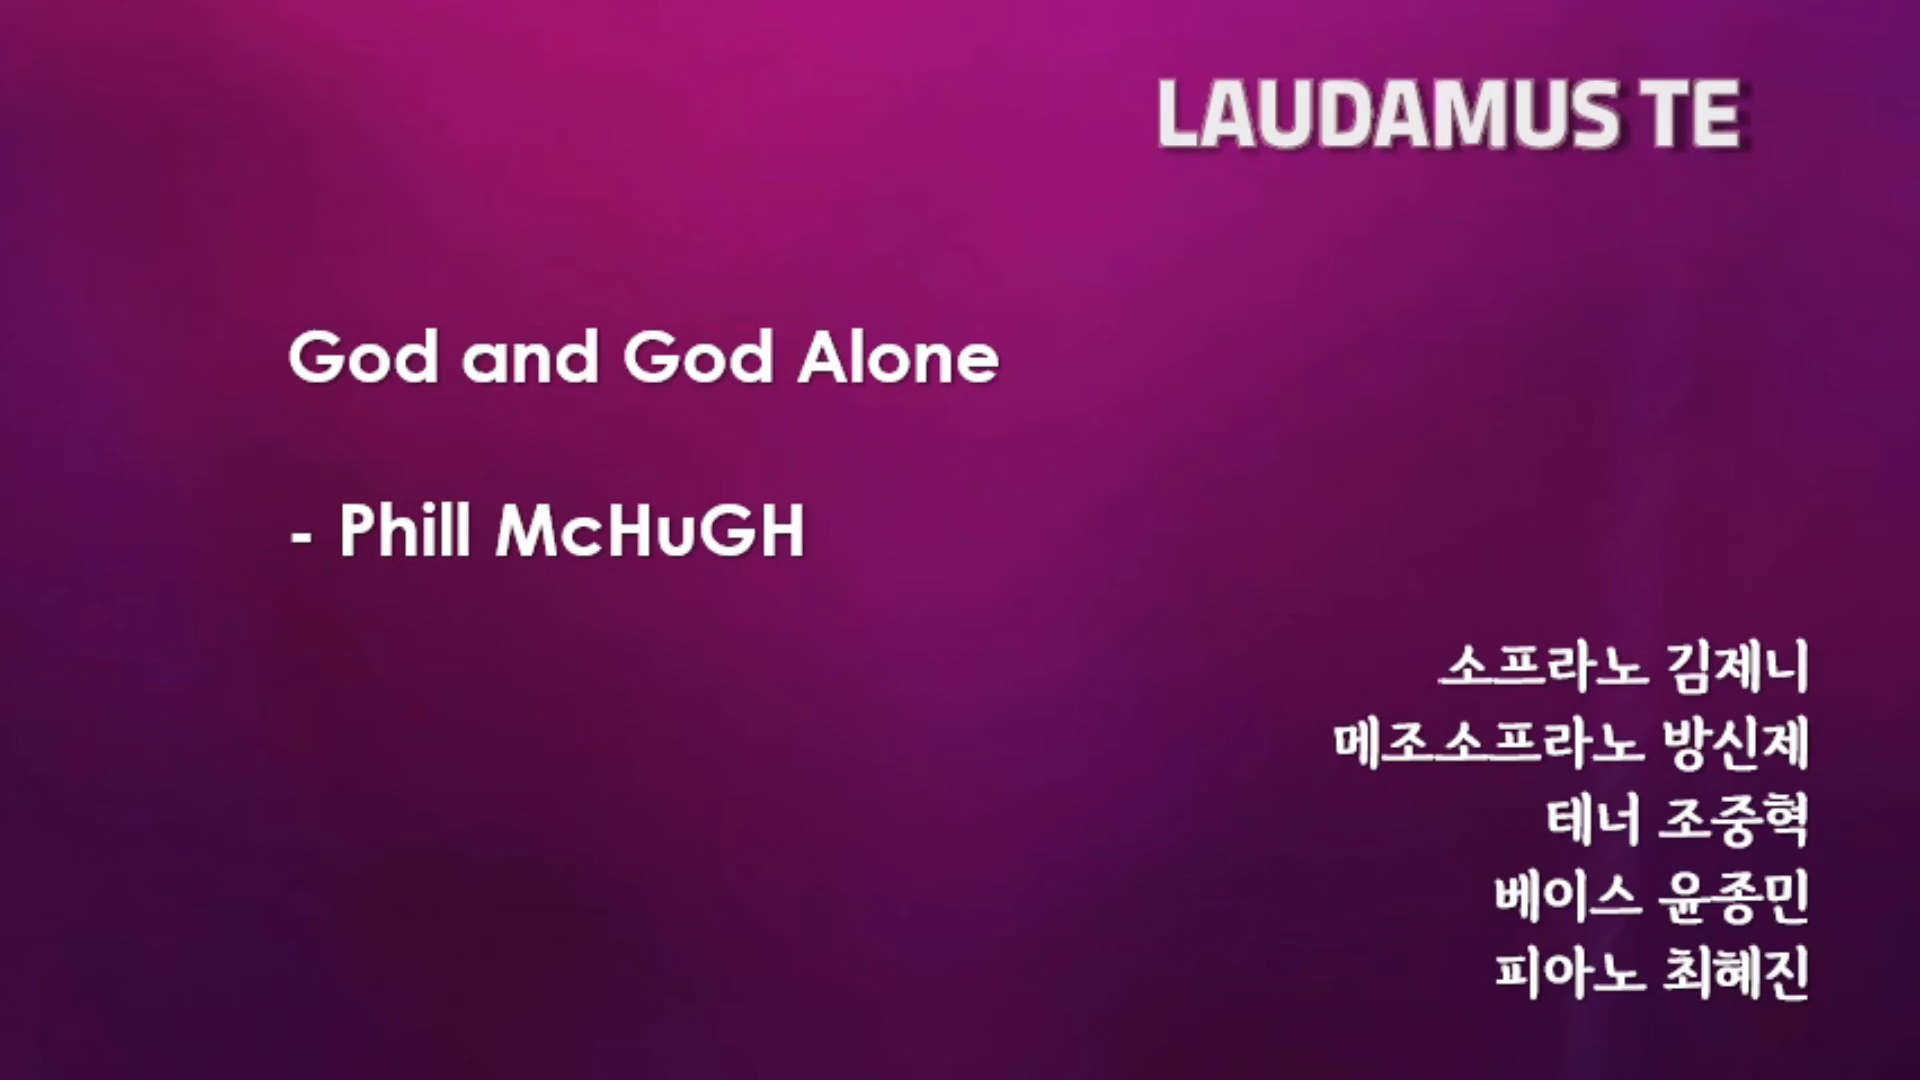 LAUDAMUS TE
God and God Alone
- Phill McHuGH
소프라노 김제니
메조소프라노 방신제
테너 조중혁
베이스 윤종민
피아노 최혜진